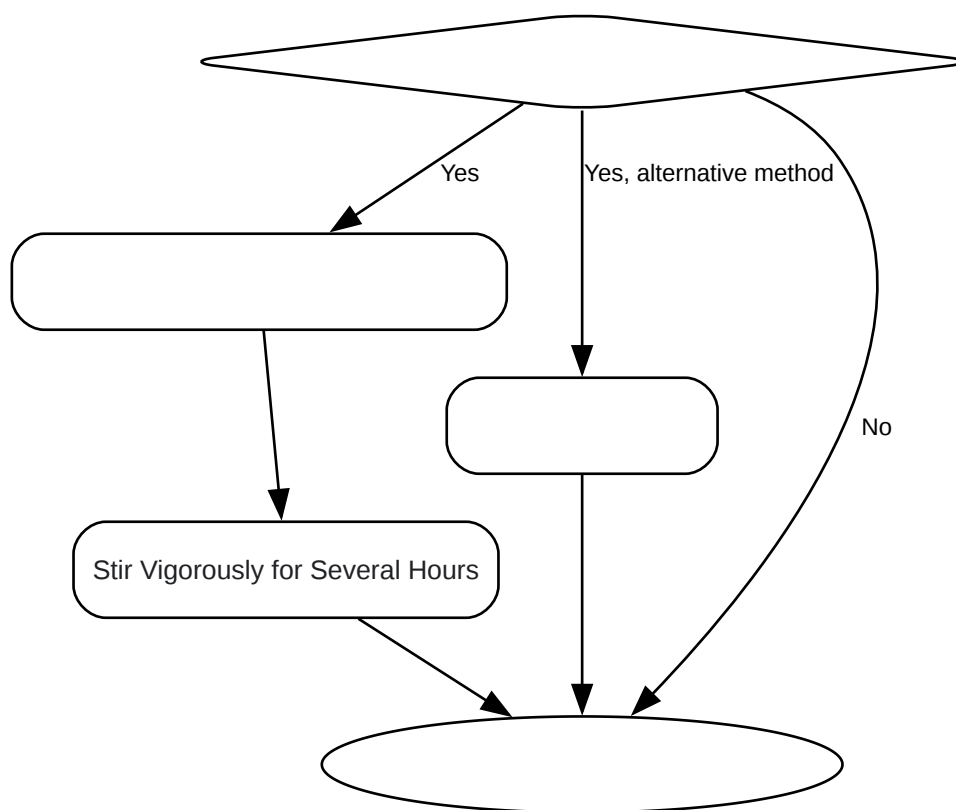 Yes
Yes, alternative method
No
Stir Vigorously for Several Hours